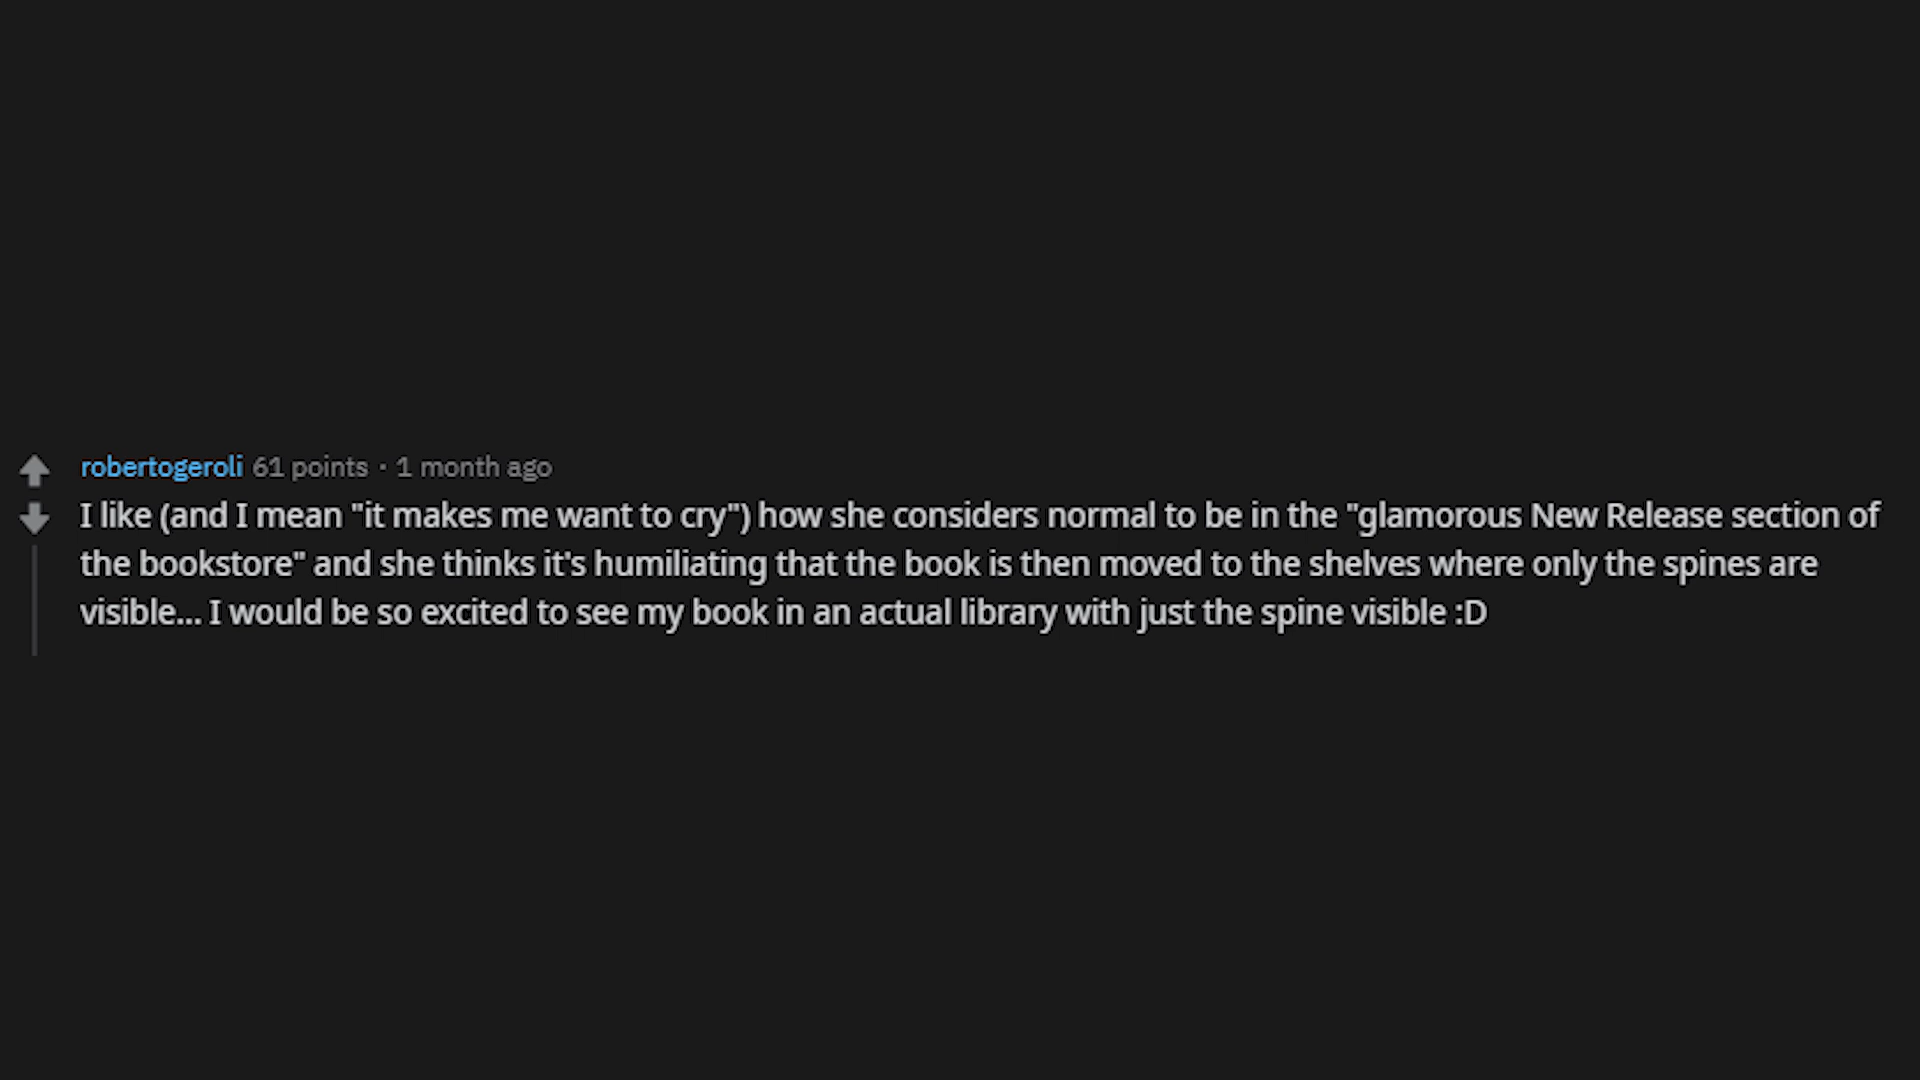 robertogeroli 61 points · 1 month ago
I like (and I mean "it makes me want to cry") how she considers normal to be in the "glamorous New Release section of
the bookstore" and she thinks it's humiliating that the book is then moved to the shelves where only the spines are
visible... I would be so excited to see my book in an actual library with just the spine visible :D